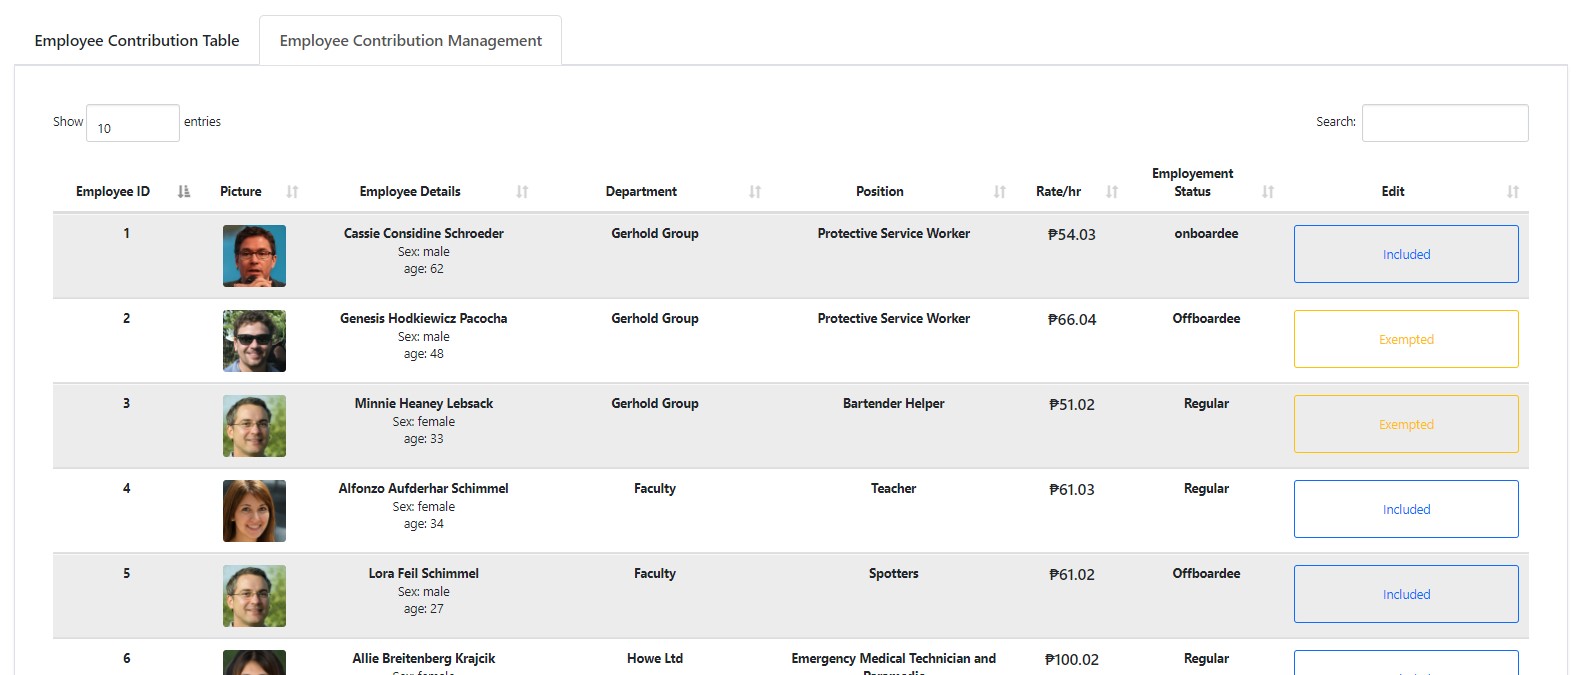 Employee Contribution Table
Employee Contribution Management
Show 10 entries
Search:
Employee ID Picture Employee Details Department Position Rate/hr Employement Status Edit
1 Cassie Considine Schroeder Gerhold Group Protective Service Worker ₱54.03 onboardee Included
Sex: male
age: 62
2 Genesis Hodkiewicz Pacocha Gerhold Group Protective Service Worker ₱66.04 Offboardee Exempted
Sex: male
age: 48
3 Minnie Heaney Lebsack Gerhold Group Bartender Helper ₱51.02 Regular Exempted
Sex: female
age: 33
4 Alfonzo Aufderhar Schimmel Faculty Teacher ₱61.03 Regular Included
Sex: female
age: 34
5 Lora Feil Schimmel Faculty Spotters ₱61.02 Offboardee Included
Sex: male
age: 27
6 Allie Breitenberg Krajcik Howe Ltd Emergency Medical Technician and ₱100.02 Regular